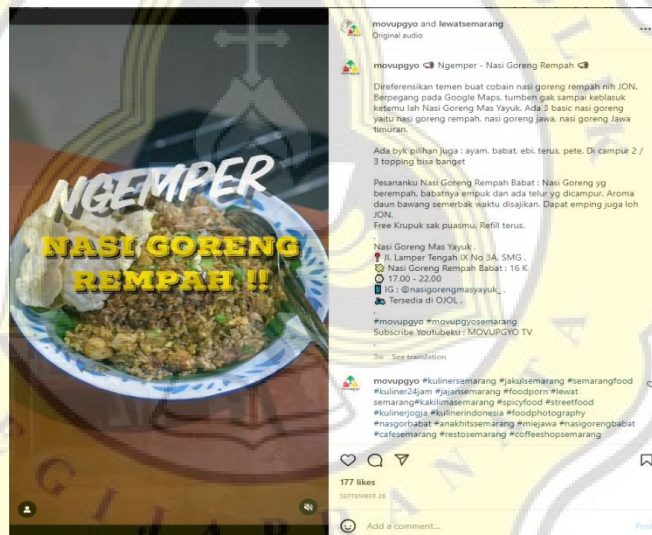 NGEMPER
NASI GORENG
REMPAH !!
movupgyo and lewatsemarang
Original audio
movupgyo Ngemper - Nasi Goreng Rempah
Direferensikan temen buat cobain nasi goreng rempah nih JON.
Berpegang pada Google Maps, tumben gak sampai keblasuk
ketemu lah Nasi Goreng Mas Yayuk. Ada 3 basic nasi goreng
yaitu nasi goreng rempah, nasi goreng jawa, nasi goreng Jawa
timuran.
Ada byk pilihan juga : ayam, babat, ebi, terus, pete. Di campur 2 /
3 topping bisa banget
Pesananku Nasi Goreng Rempah Babat : Nasi Goreng yg
berempah, babatnya empuk dan ada telur yg dicampur. Aroma
daun bawang semerbak waktu disajikan. Dapat emping juga loh
JON.
Free Krupuk sak puasmu, Refill terus.
.
Nasi Goreng Mas Yayuk .
Jl. Lamper Tengah IX No 3A, SMG .
Nasi Goreng Rempah Babat : 16 K
17.00 - 22.00
IG : @nasigorengmasyayuk_ .
Tersedia di OJOL .
.
#movupgyo #movupgyosemarang
Subscribe Youtubeku : MOVUPGYO TV
.
3w See translation
movupgyo #kulinersemarang #jakulsemarang #semarangfood
#kuliner24jam #jajansemarang #foodporn #lewat
semarang#kakilimasemarang #spicyfood #streetfood
#kulinerjogja #kulinerindonesia #foodphotography
#nasgorbabat #anakhitssemarang #miejawa #nasigorengbabat
#cafesemarang #restosemarang #coffeeshopsemarang
177 likes
SEPTEMBER 28
Add a comment...
Post